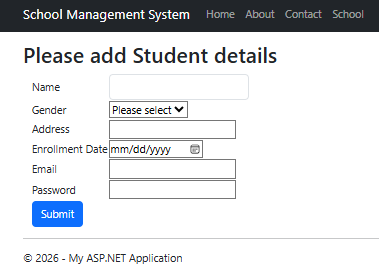 School Management System Home About Contact School
Please add Student details
Name
Gender Please select
Address
Enrollment Date mm/dd/yyyy
Email
Password
Submit
© 2026 - My ASP.NET Application